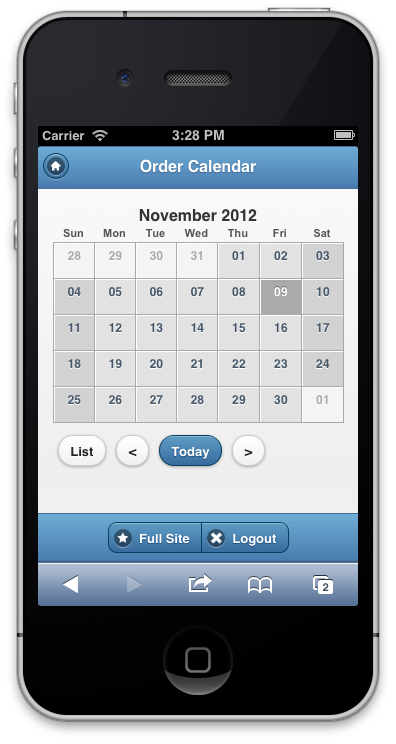 Carrier 3:28 PM
Order Calendar
November 2012
Sun Mon Tue Wed Thu Fri Sat
28 29 30 31 01 02 03
04 05 06 07 08 09 10
11 12 13 14 15 16 17
18 19 20 21 22 23 24
25 26 27 28 29 30 01
List < Today >
Full Site Logout
2